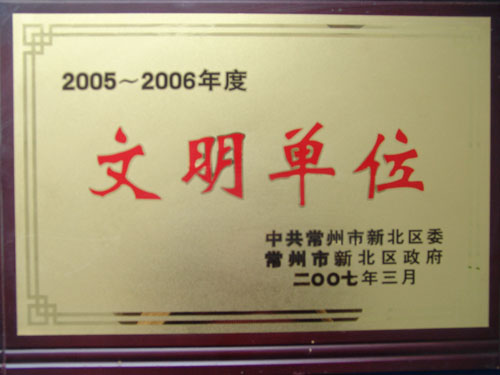 2005～2006年度
文明单位
中共常州市新北区委
常州市新北区政府
二〇〇七年三月